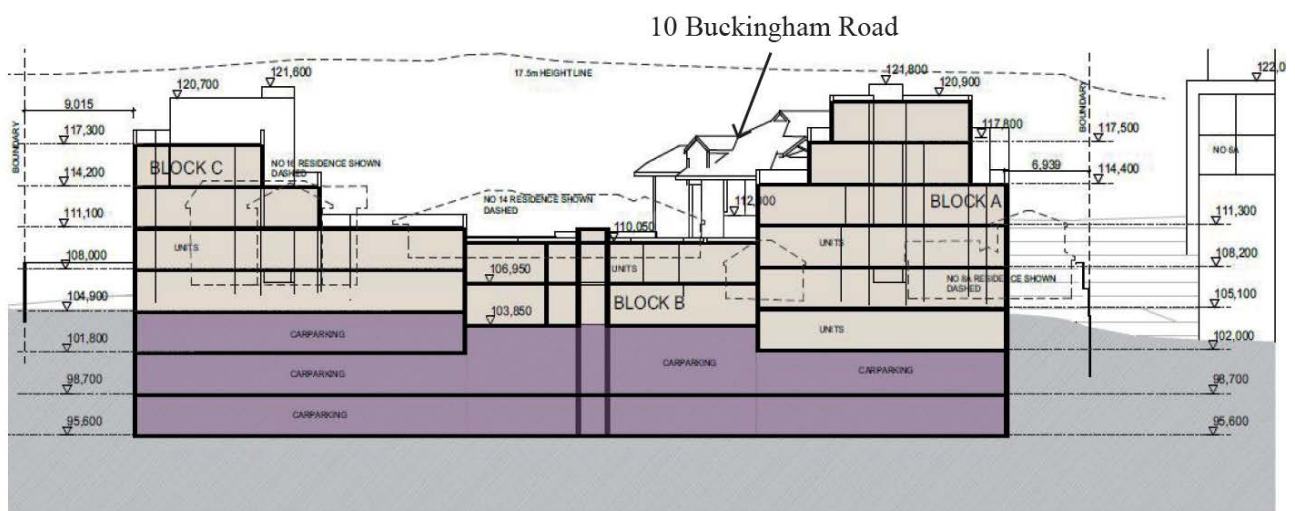 10 Buckingham Road
17.5m HEIGHT LINE
120,700
121,600
121,800
120,900
122,0
9,015
117,300
117,800
117,500
BOUNDARY
BOUNDARY
BLOCK C
NO 16 RESIDENCE SHOWN
DASHED
NO 6A
114,200
6,939
114,400
NO 14 RESIDENCE SHOWN
DASHED
BLOCK A
111,100
110,050
111,300
UNITS
UNITS
108,000
106,950
UNITS
108,200
NO 8A RESIDENCE SHOWN
DASHED
104,900
103,850
BLOCK B
105,100
CARPARKING
UNITS
101,800
102,000
CARPARKING
CARPARKING
CARPARKING
98,700
98,700
CARPARKING
95,600
95,600